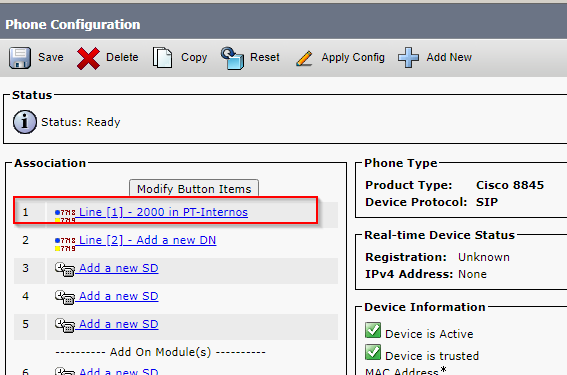 Phone Configuration
Save Delete Copy Reset Apply Config Add New
Status
Status: Ready
Association
Modify Button Items
1 Line [1] - 2000 in PT-Internos
2 Line [2] - Add a new DN
3 Add a new SD
4 Add a new SD
5 Add a new SD
---------- Add On Module(s) ----------
6 Add a new SD
Phone Type
Product Type: Cisco 8845
Device Protocol: SIP
Real-time Device Status
Registration: Unknown
IPv4 Address: None
Device Information
Device is Active
Device is trusted
MAC Address*